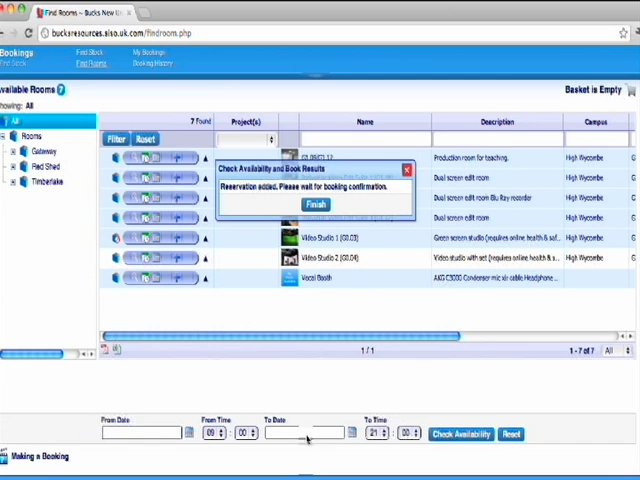 Find Rooms ~ Bucks New Un
bucksresources.siso.uk.com/findroom.php
Bookings
Find Stock
My Bookings
Find Stock
Find Rooms
Booking History
vailable Rooms ?
Basket is Empty
howing: All
All
7 Found
Project(s)
Name
Description
Campus
Rooms
Filter
Reset
Gateway
Red Shed
Timberlake
Production room for teaching.
High Wycombe
Check Availability and Book Results
Dual screen edit room
High Wycombe
Reservation added. Please wait for booking confirmation.
Dual screen edit room Blu Ray recorder
High Wycombe
Finish
Dual screen edit room
High Wycombe
Video Studio 1 (G0.03)
Green screen studio (requires online health & saf...
High Wycombe
G
Video Studio 2 (G0.04)
Video studio with set (requires online health & s...
High Wycombe
G
Vocal Booth
AKG C3000 Condenser mic xlr cable Headphone...
High Wycombe
G
1 / 1
1 - 7 of 7
All
From Date
From Time
To Date
To Time
09 : 00
21 : 00
Check Availability
Reset
Making a Booking